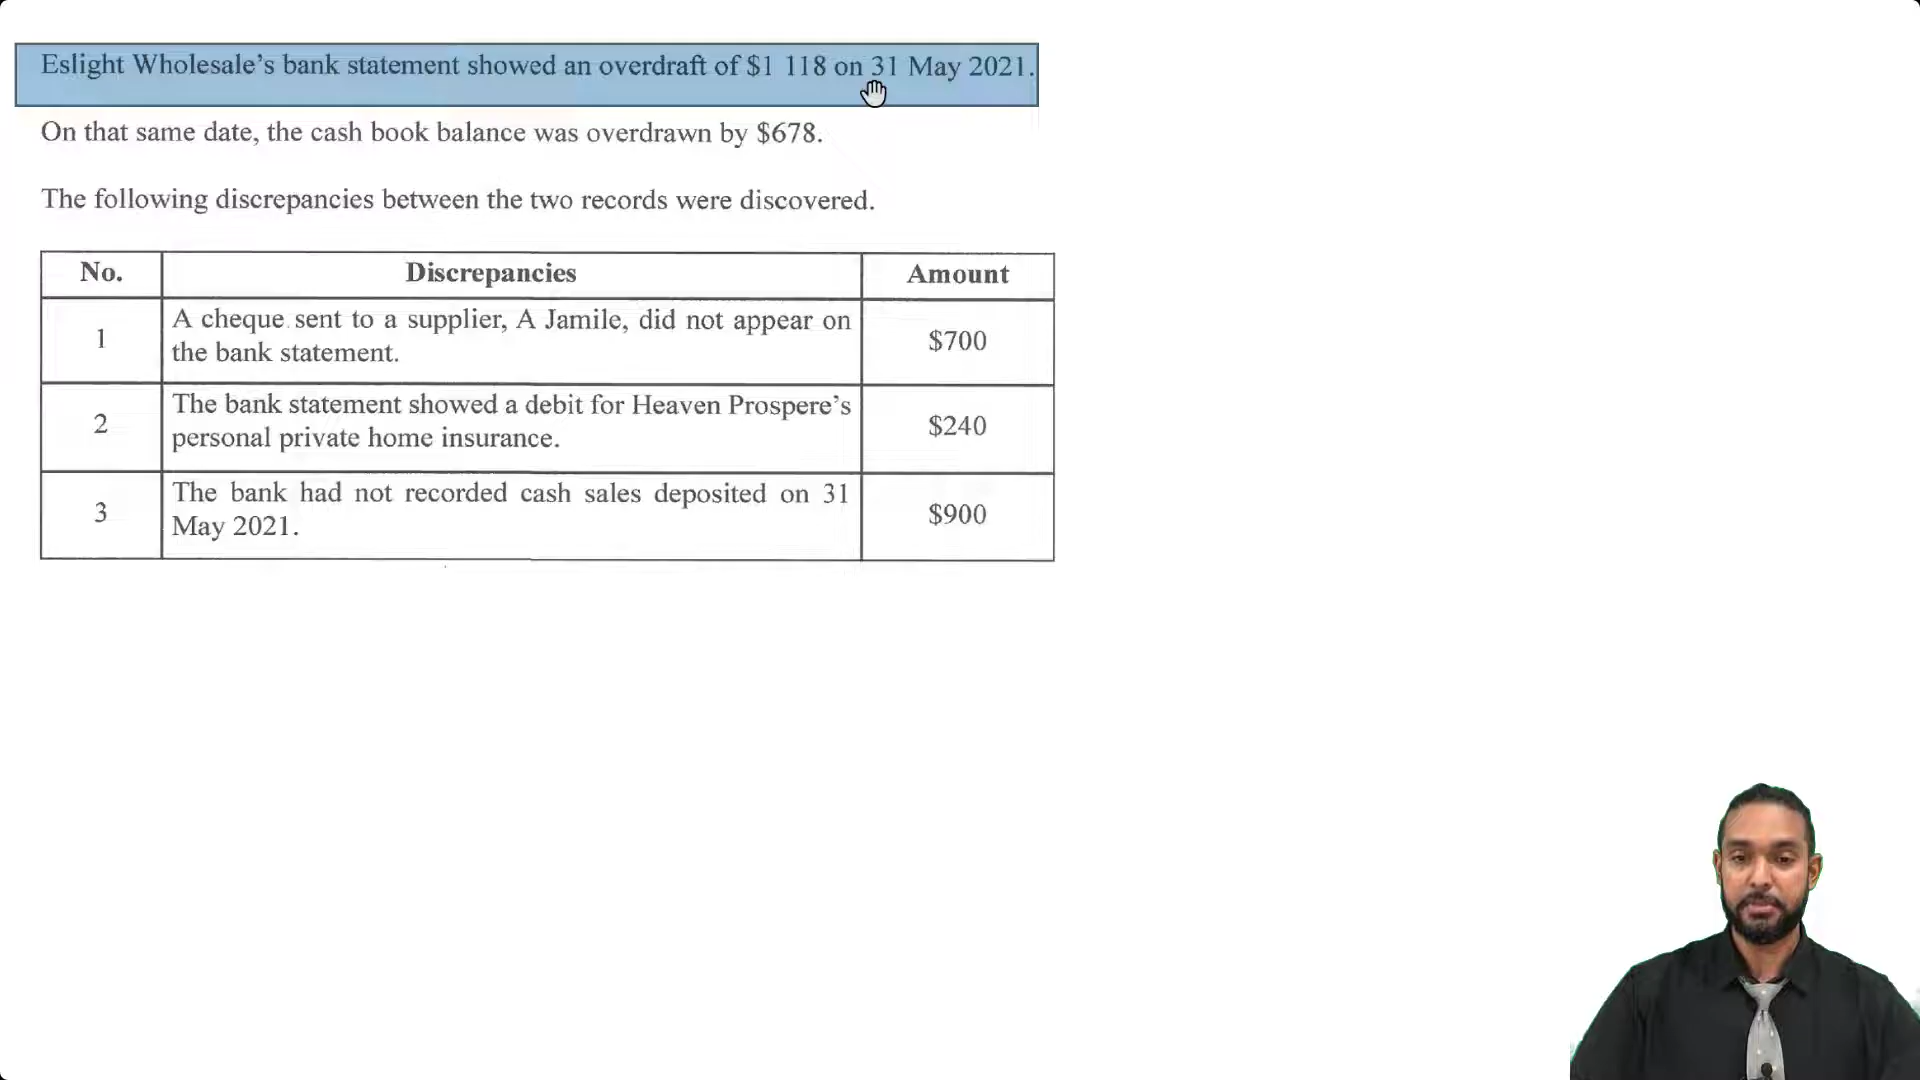 Eslight Wholesale's bank statement showed an overdraft of $1 118 on 31 May 2021.
On that same date, the cash book balance was overdrawn by $678.
The following discrepancies between the two records were discovered.
No. Discrepancies Amount
1 A cheque sent to a supplier, A Jamile, did not appear on
the bank statement. $700
2 The bank statement showed a debit for Heaven Prospere's
personal private home insurance. $240
3 The bank had not recorded cash sales deposited on 31
May 2021. $900